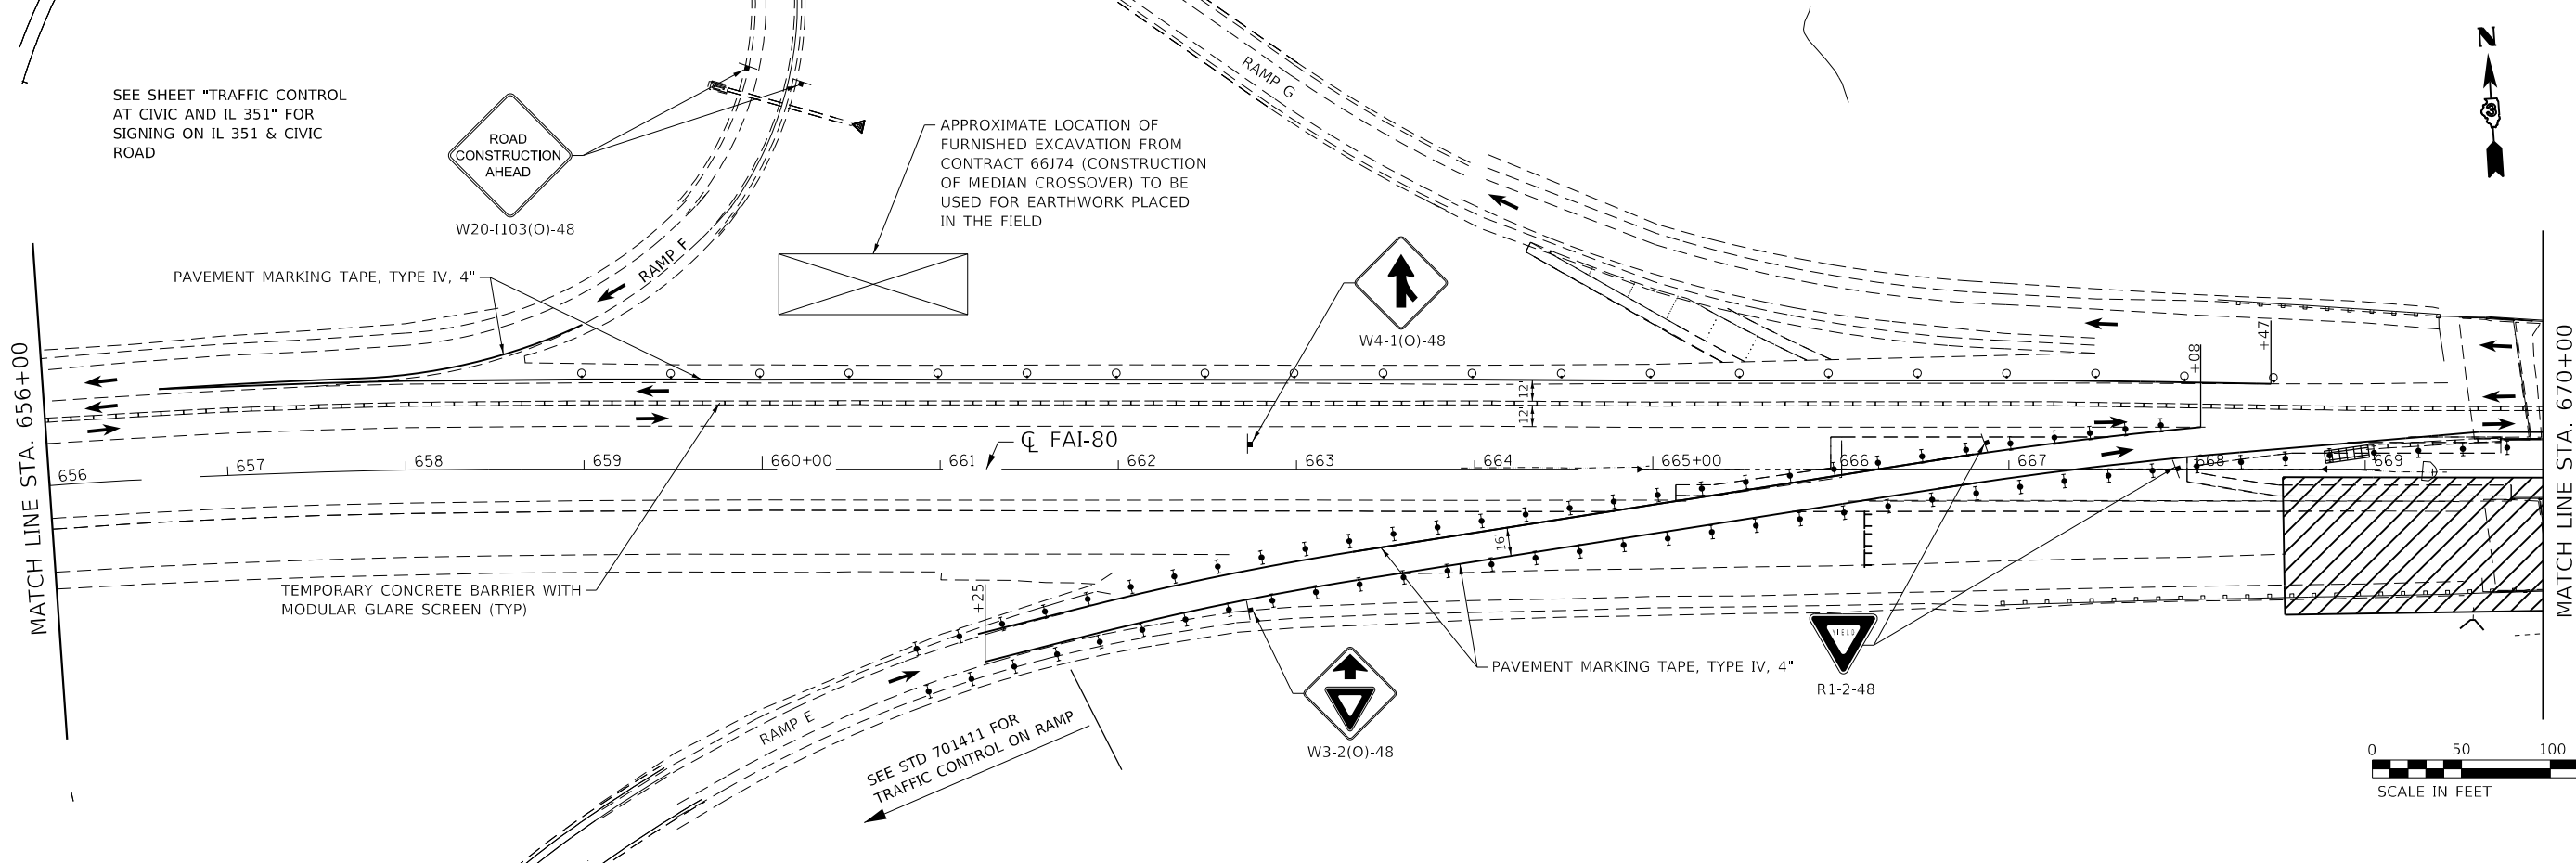 SEE SHEET "TRAFFIC CONTROL
AT CIVIC AND IL 351" FOR
SIGNING ON IL 351 & CIVIC
ROAD
ROAD
CONSTRUCTION
AHEAD
W20-I103(O)-48
APPROXIMATE LOCATION OF
FURNISHED EXCAVATION FROM
CONTRACT 66J74 (CONSTRUCTION
OF MEDIAN CROSSOVER) TO BE
USED FOR EARTHWORK PLACED
IN THE FIELD
RAMP G
N
3
RAMP F
PAVEMENT MARKING TAPE, TYPE IV, 4"
W4-1(O)-48
+08
+47
MATCH LINE STA. 656+00
MATCH LINE STA. 670+00
12'
12'
℄ FAI-80
656
657
658
659
660+00
661
662
663
664
665+00
666
667
668
669
16'
+25
TEMPORARY CONCRETE BARRIER WITH
MODULAR GLARE SCREEN (TYP)
YIELD
R1-2-48
PAVEMENT MARKING TAPE, TYPE IV, 4"
W3-2(O)-48
RAMP E
SEE STD 701411 FOR
TRAFFIC CONTROL ON RAMP
0 50 100
SCALE IN FEET